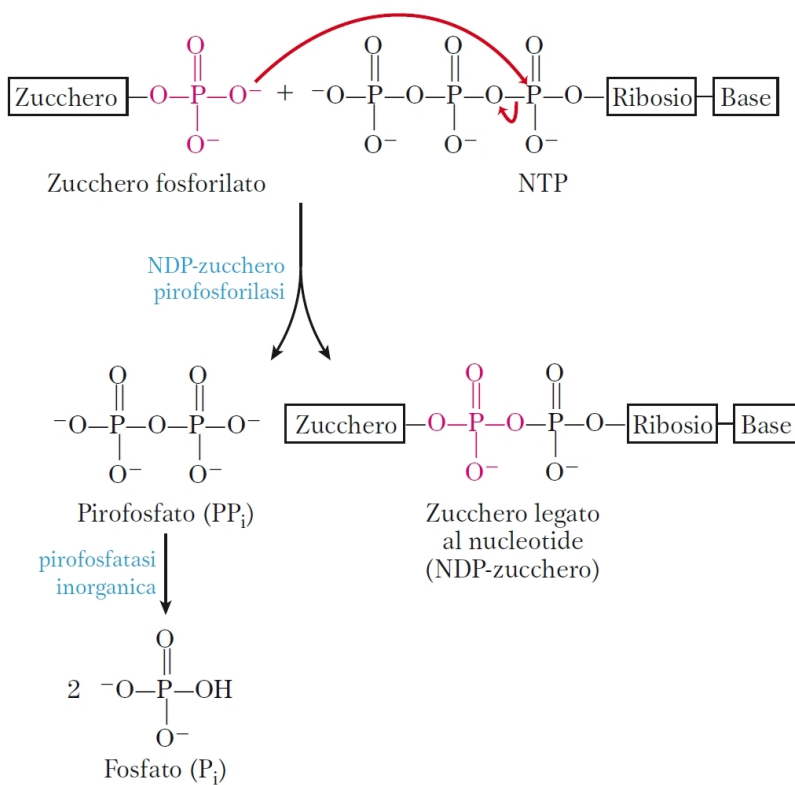 Zucchero—O—P—O⁻ + ⁻O—P—O—P—O—P—O—Ribosio—Base
O O O O
O⁻ O⁻ O⁻ O⁻
Zucchero fosforilato NTP
NDP-zucchero
pirofosforilasi
O O O O
⁻O—P—O—P—O⁻ Zucchero—O—P—O—P—O—Ribosio—Base
O⁻ O⁻ O⁻ O⁻
Pirofosfato (PPᵢ)
Zucchero legato
al nucleotide
(NDP-zucchero)
pirofosfatasi
inorganica
O
2 ⁻O—P—OH
O⁻
Fosfato (Pᵢ)